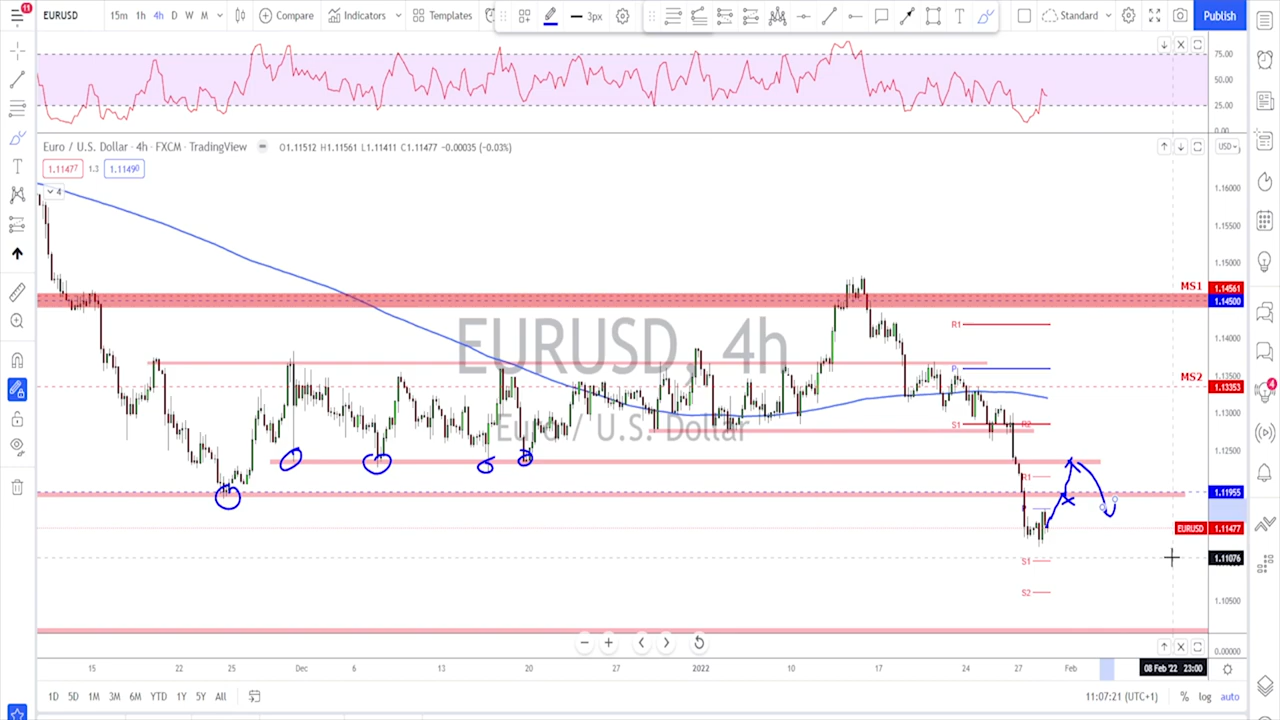 EURUSD 15m 1h 4h D W M Compare Indicators Templates 3px Standard Publish
75.00
50.00
25.00
0.00
Euro / U.S. Dollar · 4h · FXCM · TradingView O1.11512 H1.11561 L1.11411 C1.11477 −0.00035 (−0.03%) USD
1.11477 1.3 1.11490
4
1.16000
1.15500
1.15000
MS1 1.14561
1.14500
R1
1.14000
EURUSD, 4h
P
1.13500
MS2 1.13353
1.13000
S1 R2
Euro / U.S. Dollar
1.12500
R1
1.11955
P
EURUSD 1.11477
1.11076
S1
S2
1.10500
0.00000
15 22 25 Dec 6 13 20 27 2022 10 17 24 27 Feb 08 Feb '22 23:00
1D 5D 1M 3M 6M YTD 1Y 5Y All 11:07:21 (UTC+1) % log auto
4